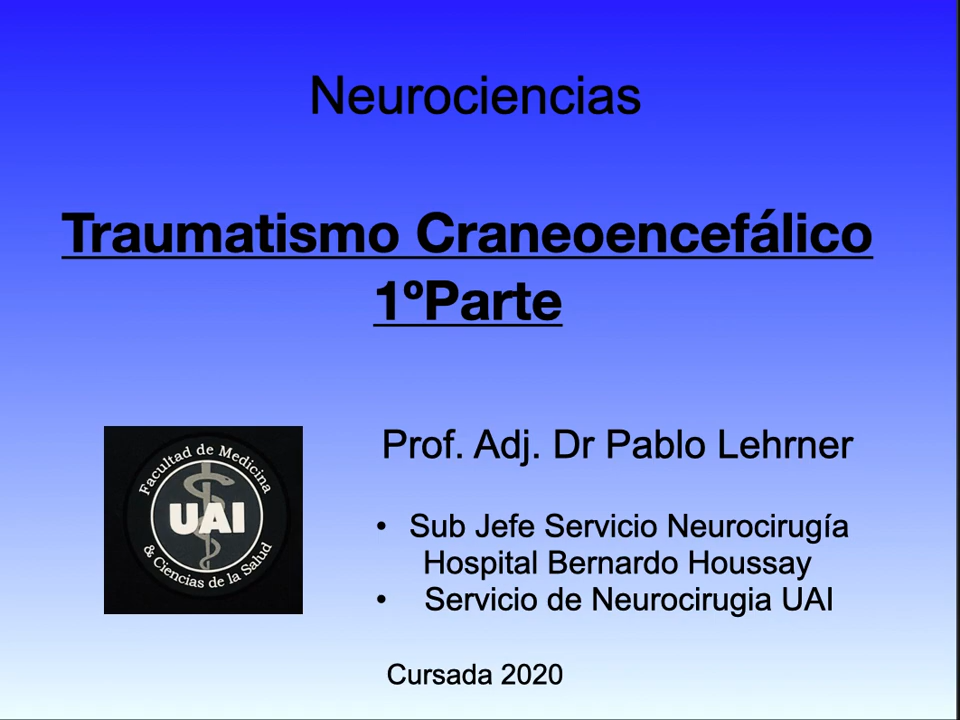 Neurociencias
Traumatismo Craneoencefálico
1ºParte
Prof. Adj. Dr Pablo Lehrner
Facultad de Medicina
UAI
& Ciencias de la Salud
• Sub Jefe Servicio Neurocirugía
Hospital Bernardo Houssay
• Servicio de Neurocirugia UAI
Cursada 2020